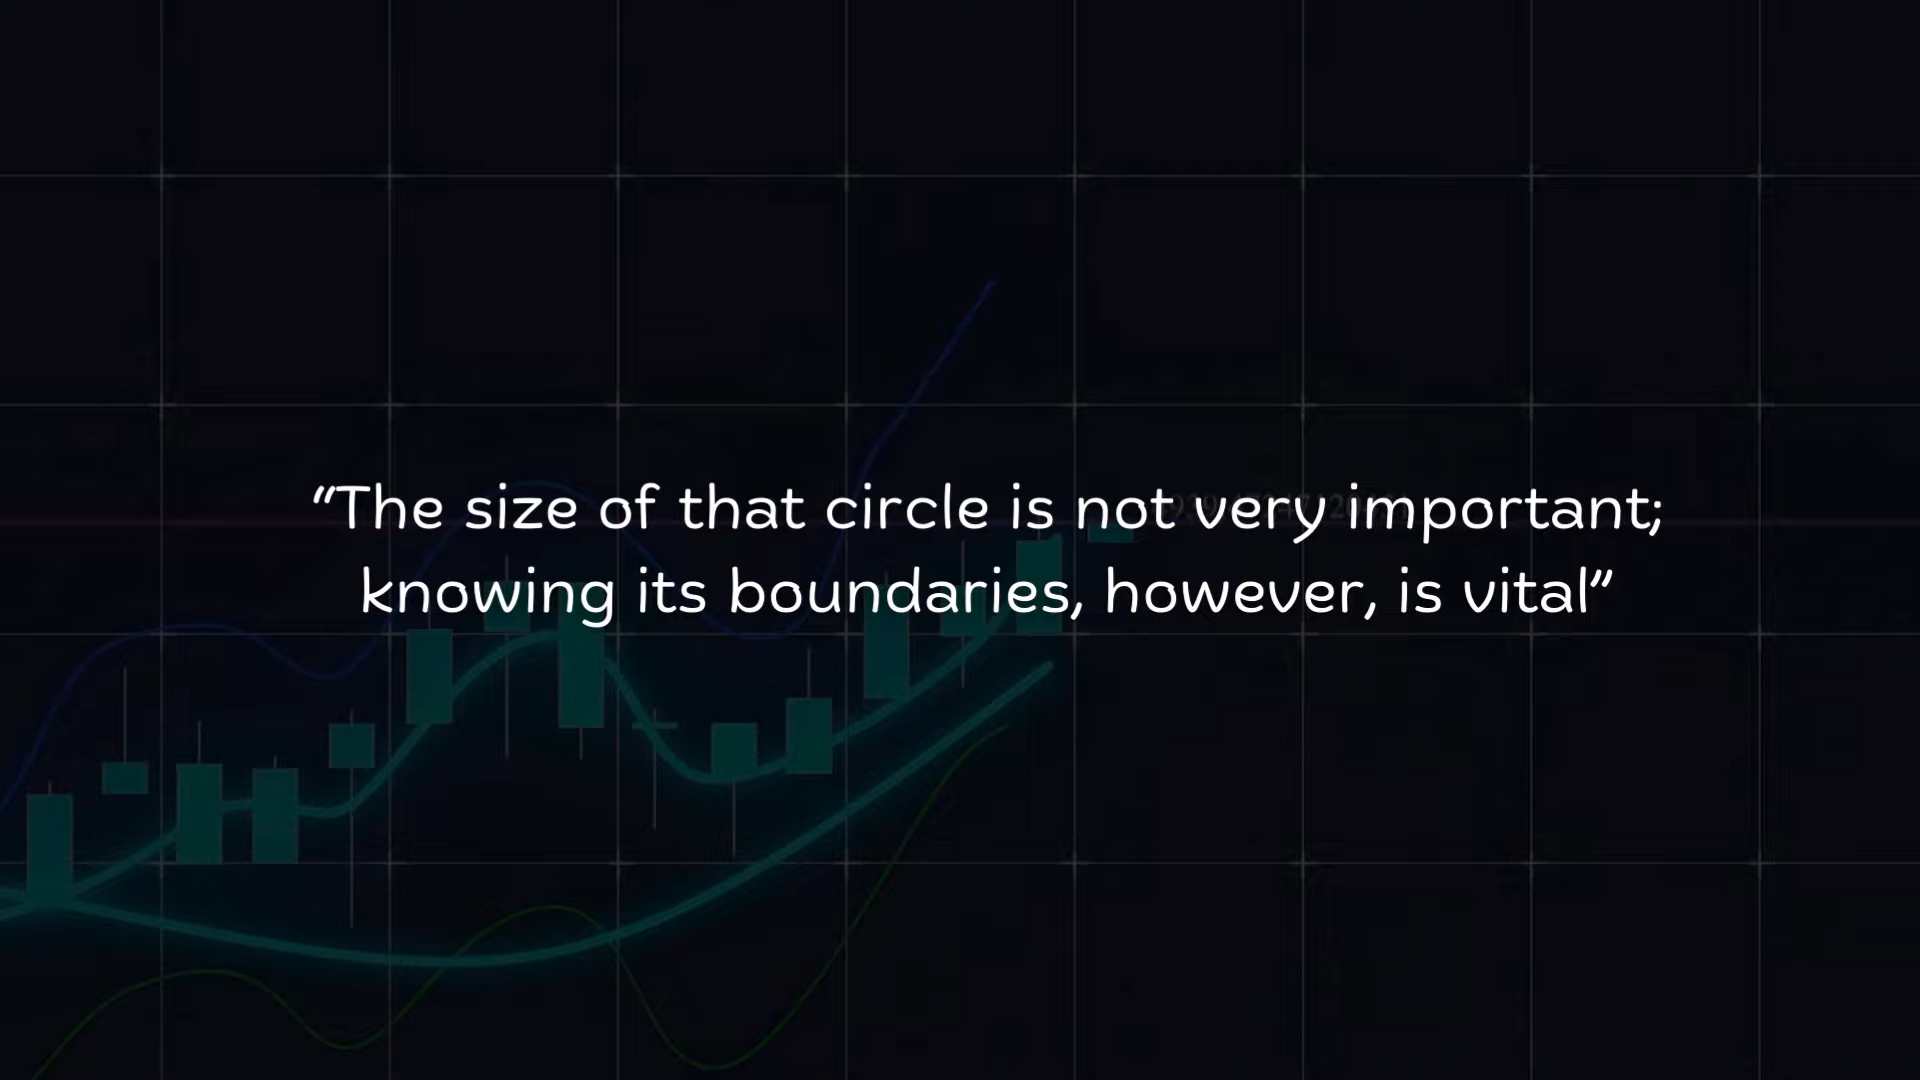 “The size of that circle is not very important;
knowing its boundaries, however, is vital”